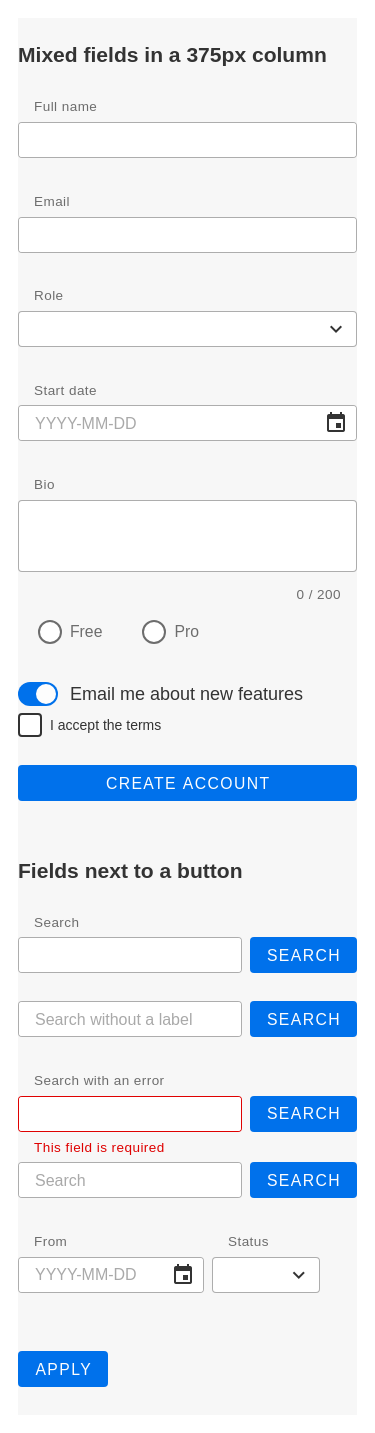 Mixed fields in a 375px column
Full name
Email
Role
Start date
YYYY-MM-DD
Bio
0 / 200
Free Pro
Email me about new features
I accept the terms
CREATE ACCOUNT
Fields next to a button
Search
SEARCH
Search without a label SEARCH
Search with an error
SEARCH
This field is required
Search SEARCH
From Status
YYYY-MM-DD
APPLY